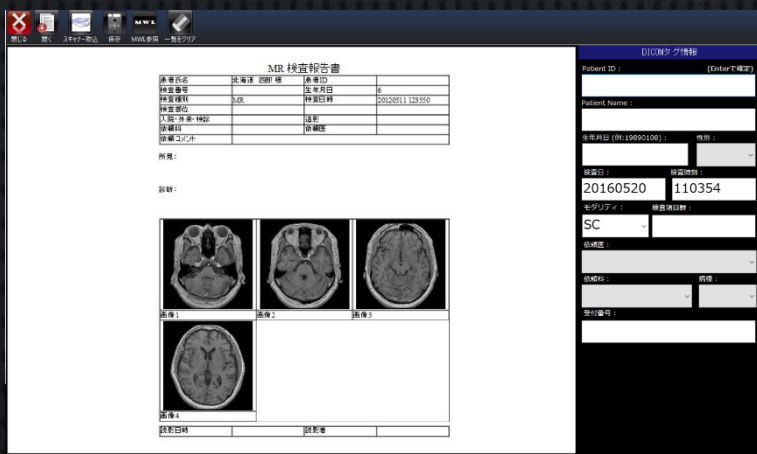 閉じる 開く スキャナー取込 保存 MWL MWL参照 一覧をクリア
MR 検査報告書
患者氏名 北海道 四郎 様 患者ID
検査番号 生年月日 6
検査種別 MR 検査日時 20120511 123550
検査部位
入院・外来・検診 造影
依頼科 依頼医
依頼コメント
所見：
診断：
画像1 画像2 画像3
画像4
読影日時 読影者
DICOMタグ情報
Patient ID : (Enterで確定)
Patient Name :
生年月日 (例:19890108) : 性別 :
検査日 : 検査時刻 :
20160520 110354
モダリティ : 検査項目群 :
SC
依頼医 :
依頼科 : 病棟 :
受付番号 :